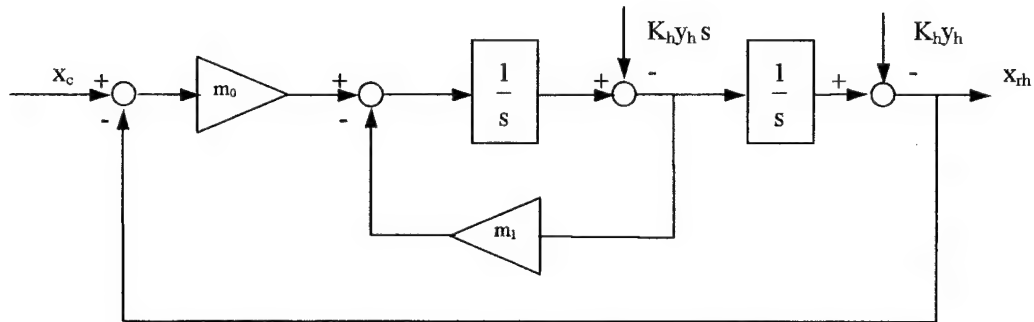 K_h y_h s
K_h y_h
x_c
+
-
m_0
+
-
1
s
+
-
1
s
+
-
x_rh
m_1